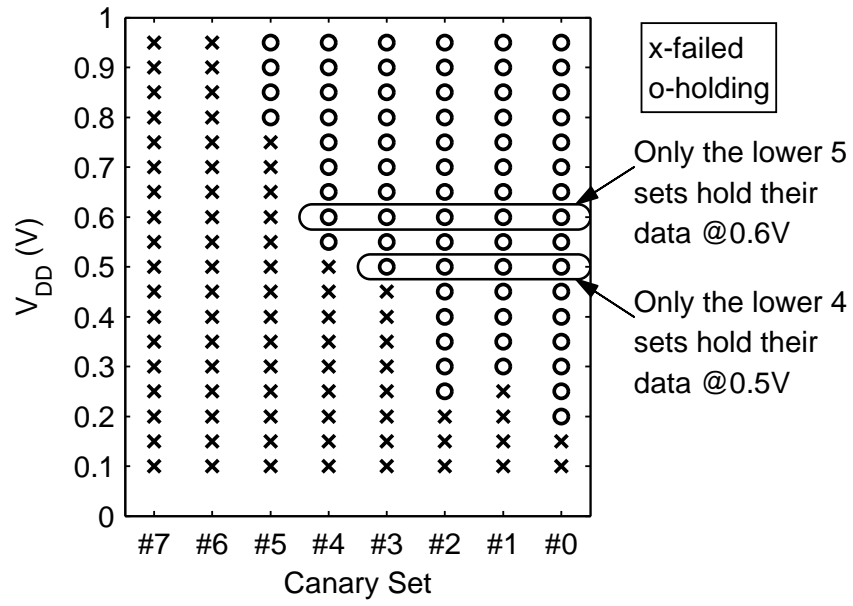 1
0.9
0.8
0.7
0.6
0.5
0.4
0.3
0.2
0.1
0
V_DD (V)
#7 #6 #5 #4 #3 #2 #1 #0
Canary Set
x-failed
o-holding
Only the lower 5
sets hold their
data @0.6V
Only the lower 4
sets hold their
data @0.5V